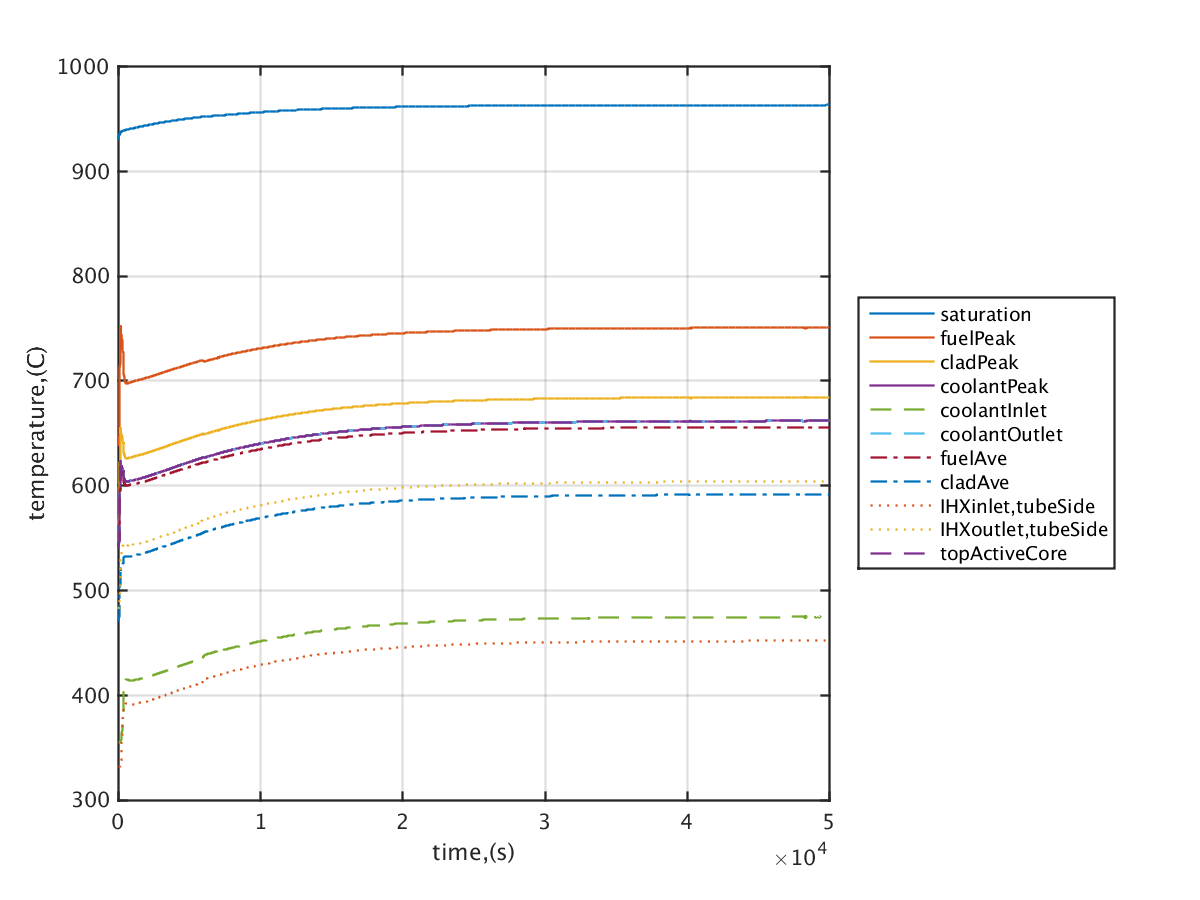 1000
900
800
700
600
500
400
300
temperature,(C)
0 1 2 3 4 5
time,(s)
×10^4
saturation
fuelPeak
cladPeak
coolantPeak
coolantInlet
coolantOutlet
fuelAve
cladAve
IHXinlet,tubeSide
IHXoutlet,tubeSide
topActiveCore